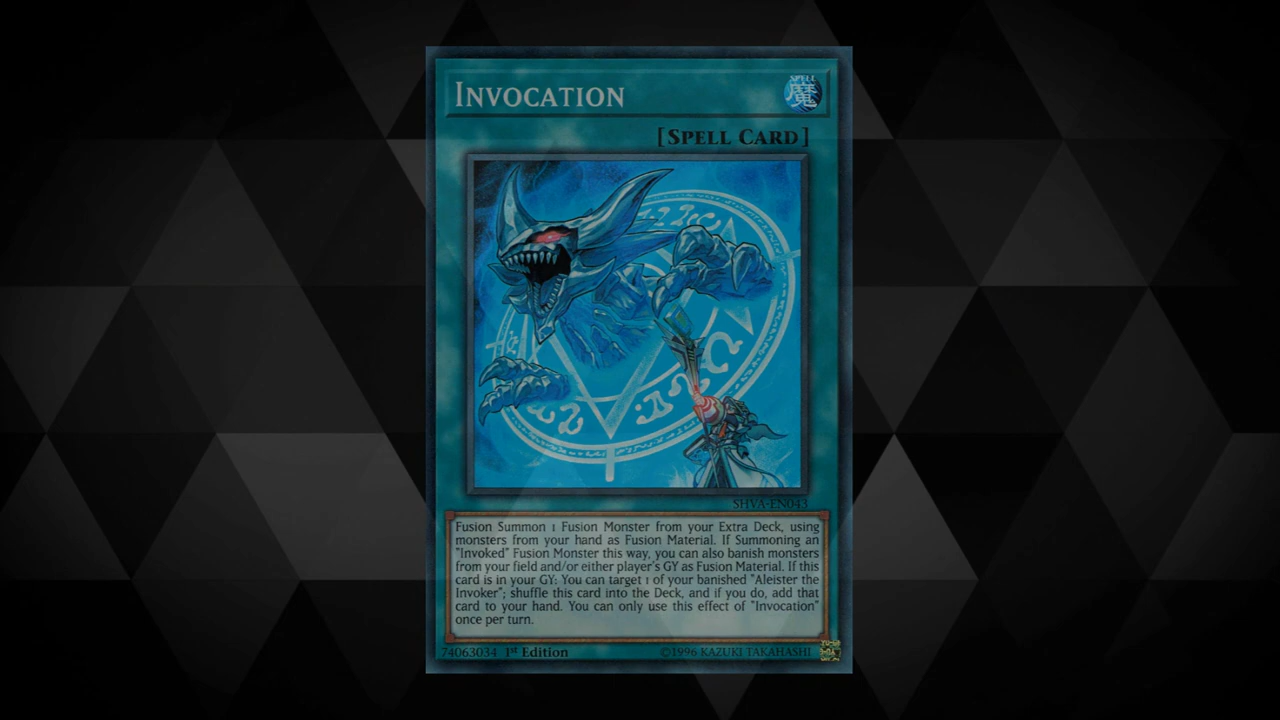 INVOCATION
SPELL
魔
[SPELL CARD]
SHVA-EN043
Fusion Summon 1 Fusion Monster from your Extra Deck, using
monsters from your hand as Fusion Material. If Summoning an
"Invoked" Fusion Monster this way, you can also banish monsters
from your field and/or either player's GY as Fusion Material. If this
card is in your GY: You can target 1 of your banished "Aleister the
Invoker"; shuffle this card into the Deck, and if you do, add that
card to your hand. You can only use this effect of "Invocation"
once per turn.
74063034 1st Edition
©1996 KAZUKI TAKAHASHI